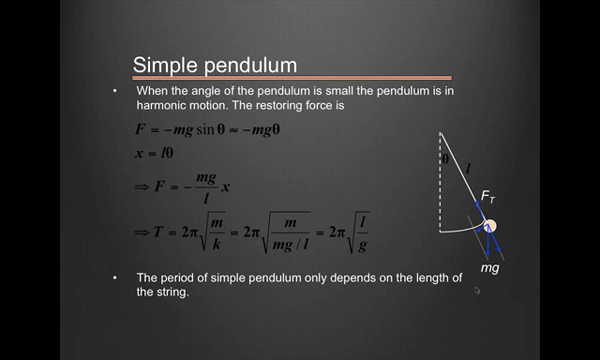 Simple pendulum
• When the angle of the pendulum is small the pendulum is in
harmonic motion. The restoring force is
F = −mg sin θ ≈ −mgθ
x = lθ
⇒ F = − mg/l x
⇒ T = 2π√(m/k) = 2π√(m/(mg / l)) = 2π√(l/g)
θ
l
F_T
mg
• The period of simple pendulum only depends on the length of
the string.